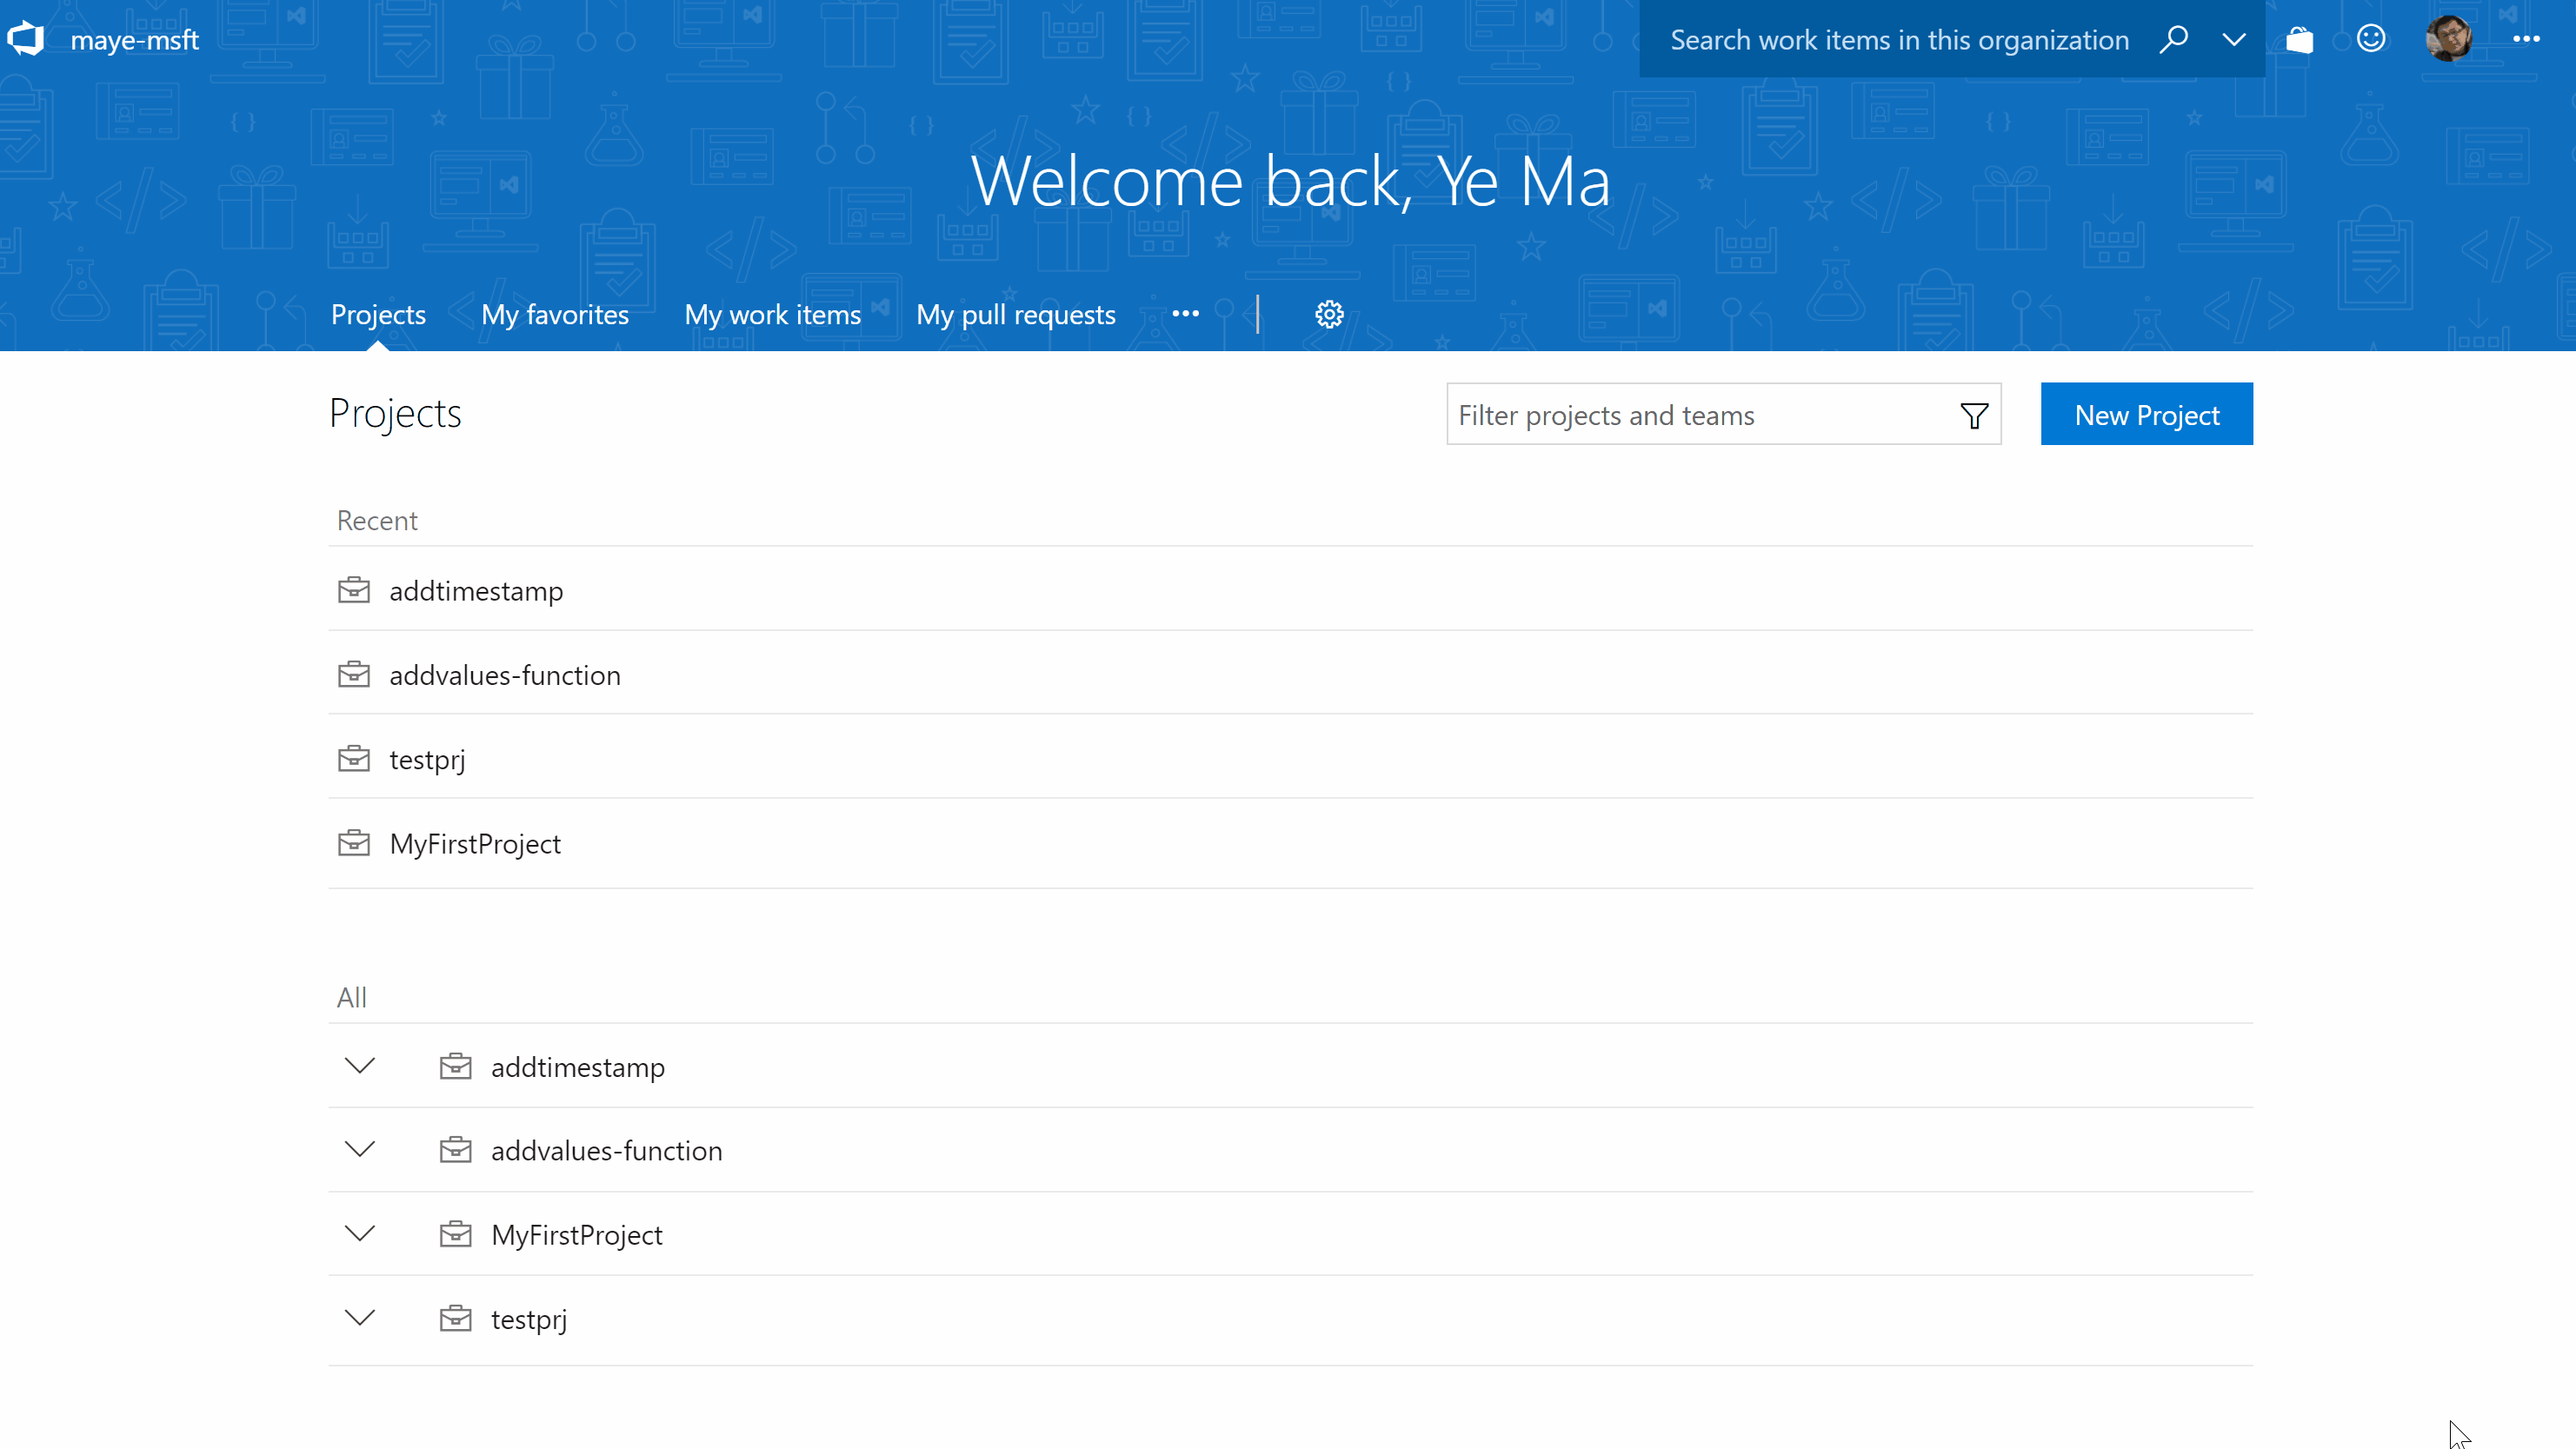 maye-msft
Search work items in this organization
Welcome back, Ye Ma
Projects My favorites My work items My pull requests
Projects
Filter projects and teams
New Project
Recent
addtimestamp
addvalues-function
testprj
MyFirstProject
All
addtimestamp
addvalues-function
MyFirstProject
testprj